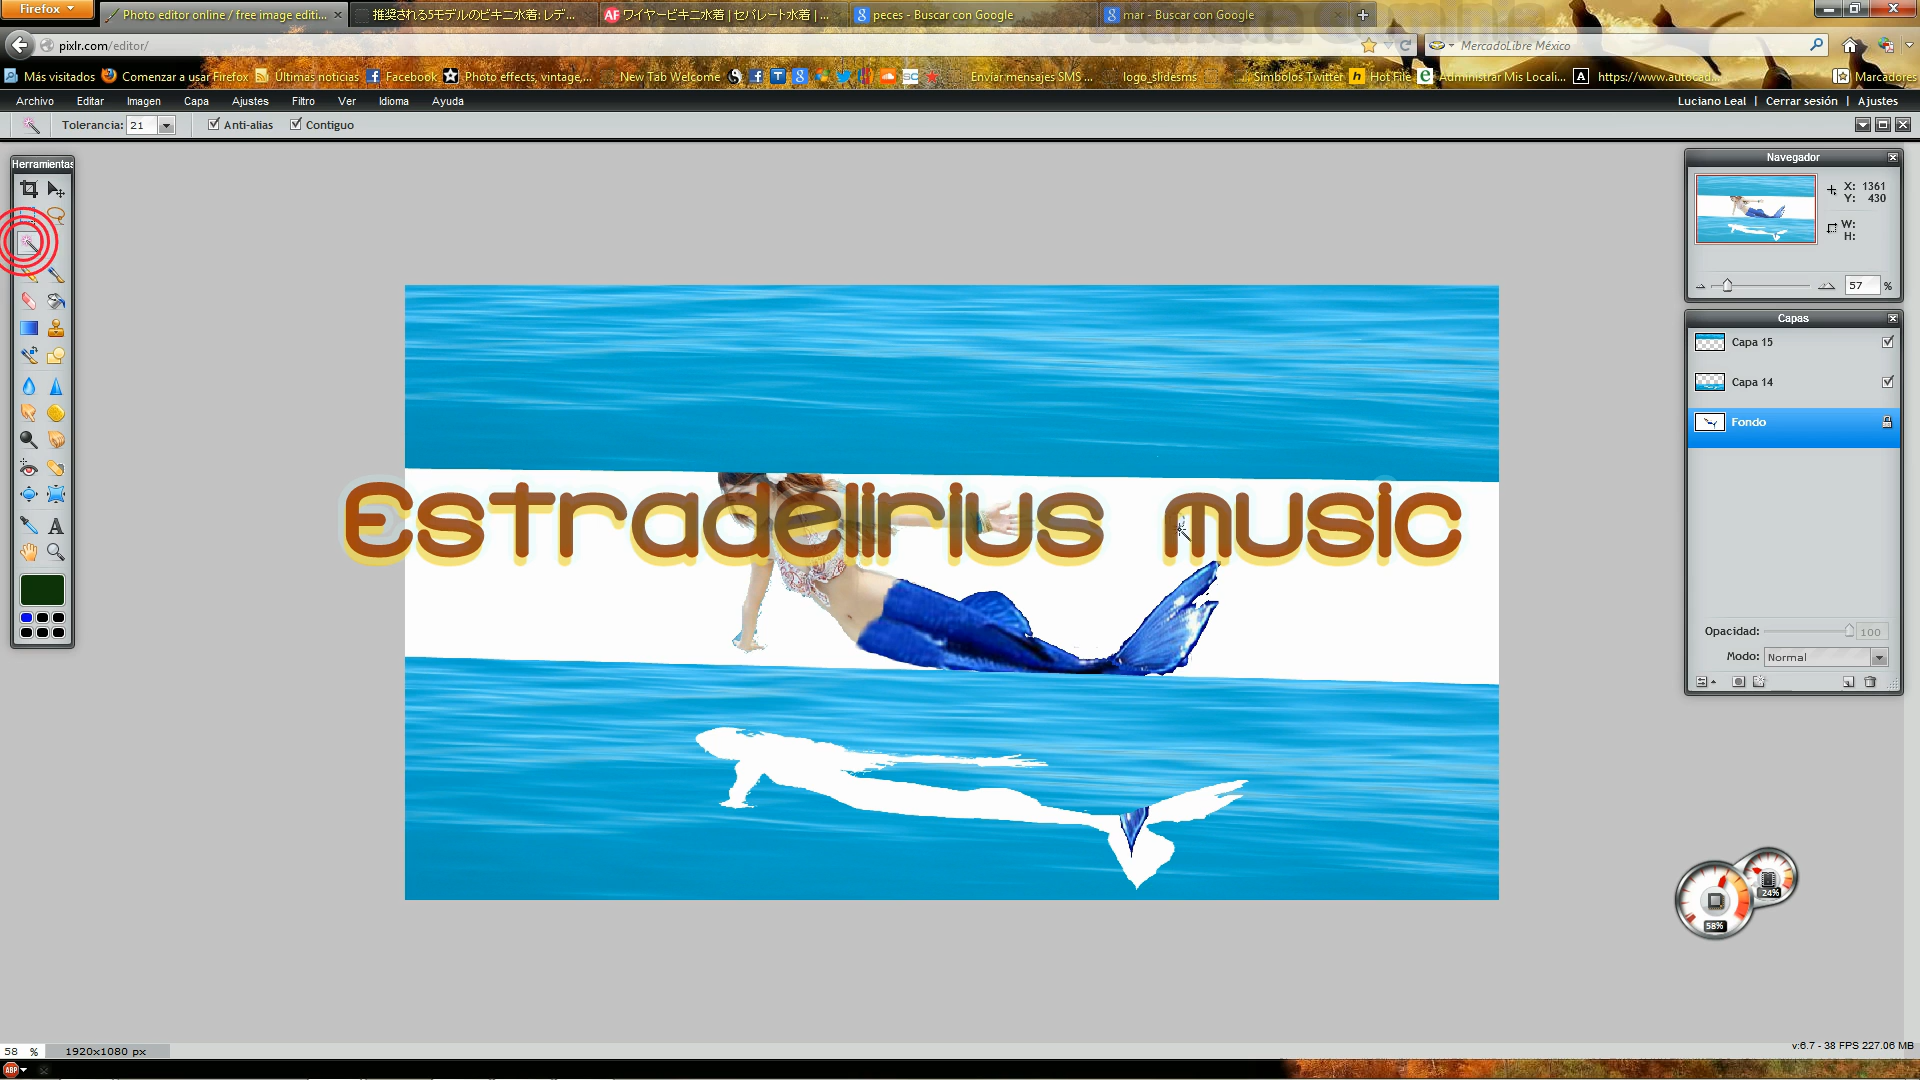 Firefox
Photo editor online / free image editi...
推奨される5モデルのビキニ水着: レデ...
AF ワイヤービキニ水着 | セパレート水着 | ...
peces - Buscar con Google
mar - Buscar con Google
pixlr.com/editor/
MercadoLibre México
Más visitados
Comenzar a usar Firefox
Últimas noticias
Facebook
Photo effects, vintage,...
New Tab Welcome
Enviar mensajes SMS ...
logo_slidesms
Simbolos Twitter
Hot File
Administrar Mis Locali...
https://www.autocad...
Marcadores
Archivo Editar Imagen Capa Ajustes Filtro Ver Idioma Ayuda
Luciano Leal | Cerrar sesión | Ajustes
Tolerancia: 21 Anti-alias Contiguo
Herramientas
Navegador
X: 1361
Y: 430
W:
H:
57 %
Capas
Capa 15
Capa 14
Fondo
Estradelirius music
Opacidad: 100
Modo: Normal
24%
58%
58 % 1920x1080 px
v:6.7 - 38 FPS 227.06 MB
ABP